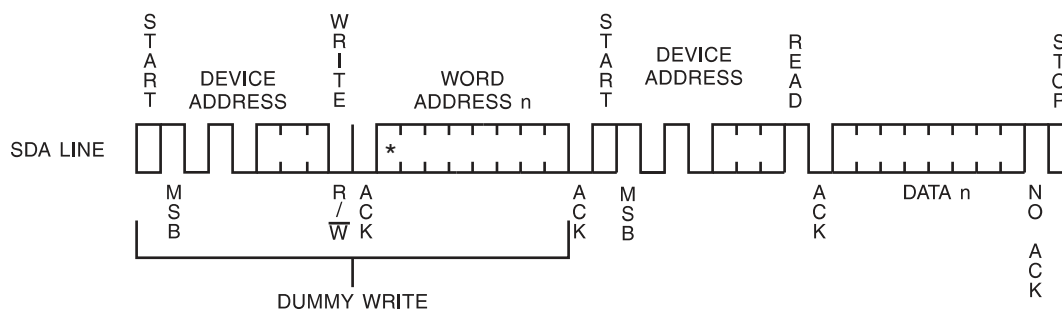 START
WRITE
START
READ
STOP
DEVICE
ADDRESS
WORD
ADDRESS n
DEVICE
ADDRESS
SDA LINE
*
MSB
R/W
ACK
ACK
MSB
ACK
DATA n
NO ACK
DUMMY WRITE